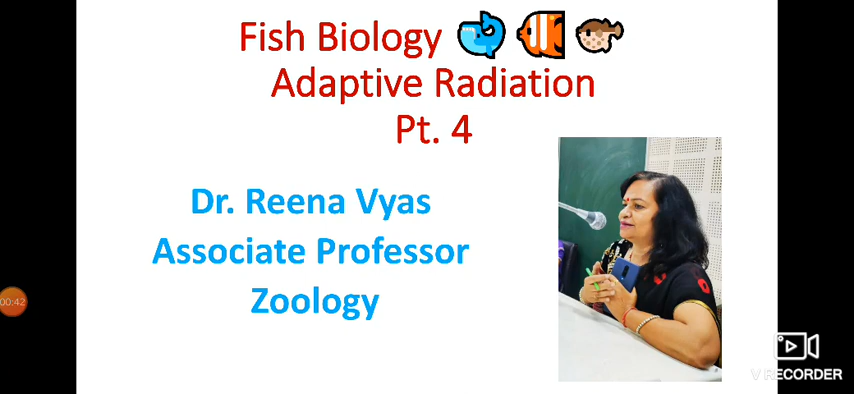 Fish Biology
Adaptive Radiation
Pt. 4
Dr. Reena Vyas
Associate Professor
Zoology
00:42
V RECORDER